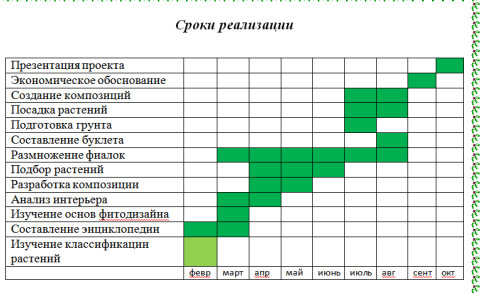 Сроки реализации
Презентация проекта
Экономическое обоснование
Создание композиций
Посадка растений
Подготовка грунта
Составление буклета
Размножение фиалок
Подбор растений
Разработка композиции
Анализ интерьера
Изучение основ фитодизайна
Составление энциклопедии
Изучение классификации
растений
февр март апр май июнь июль авг сент окт